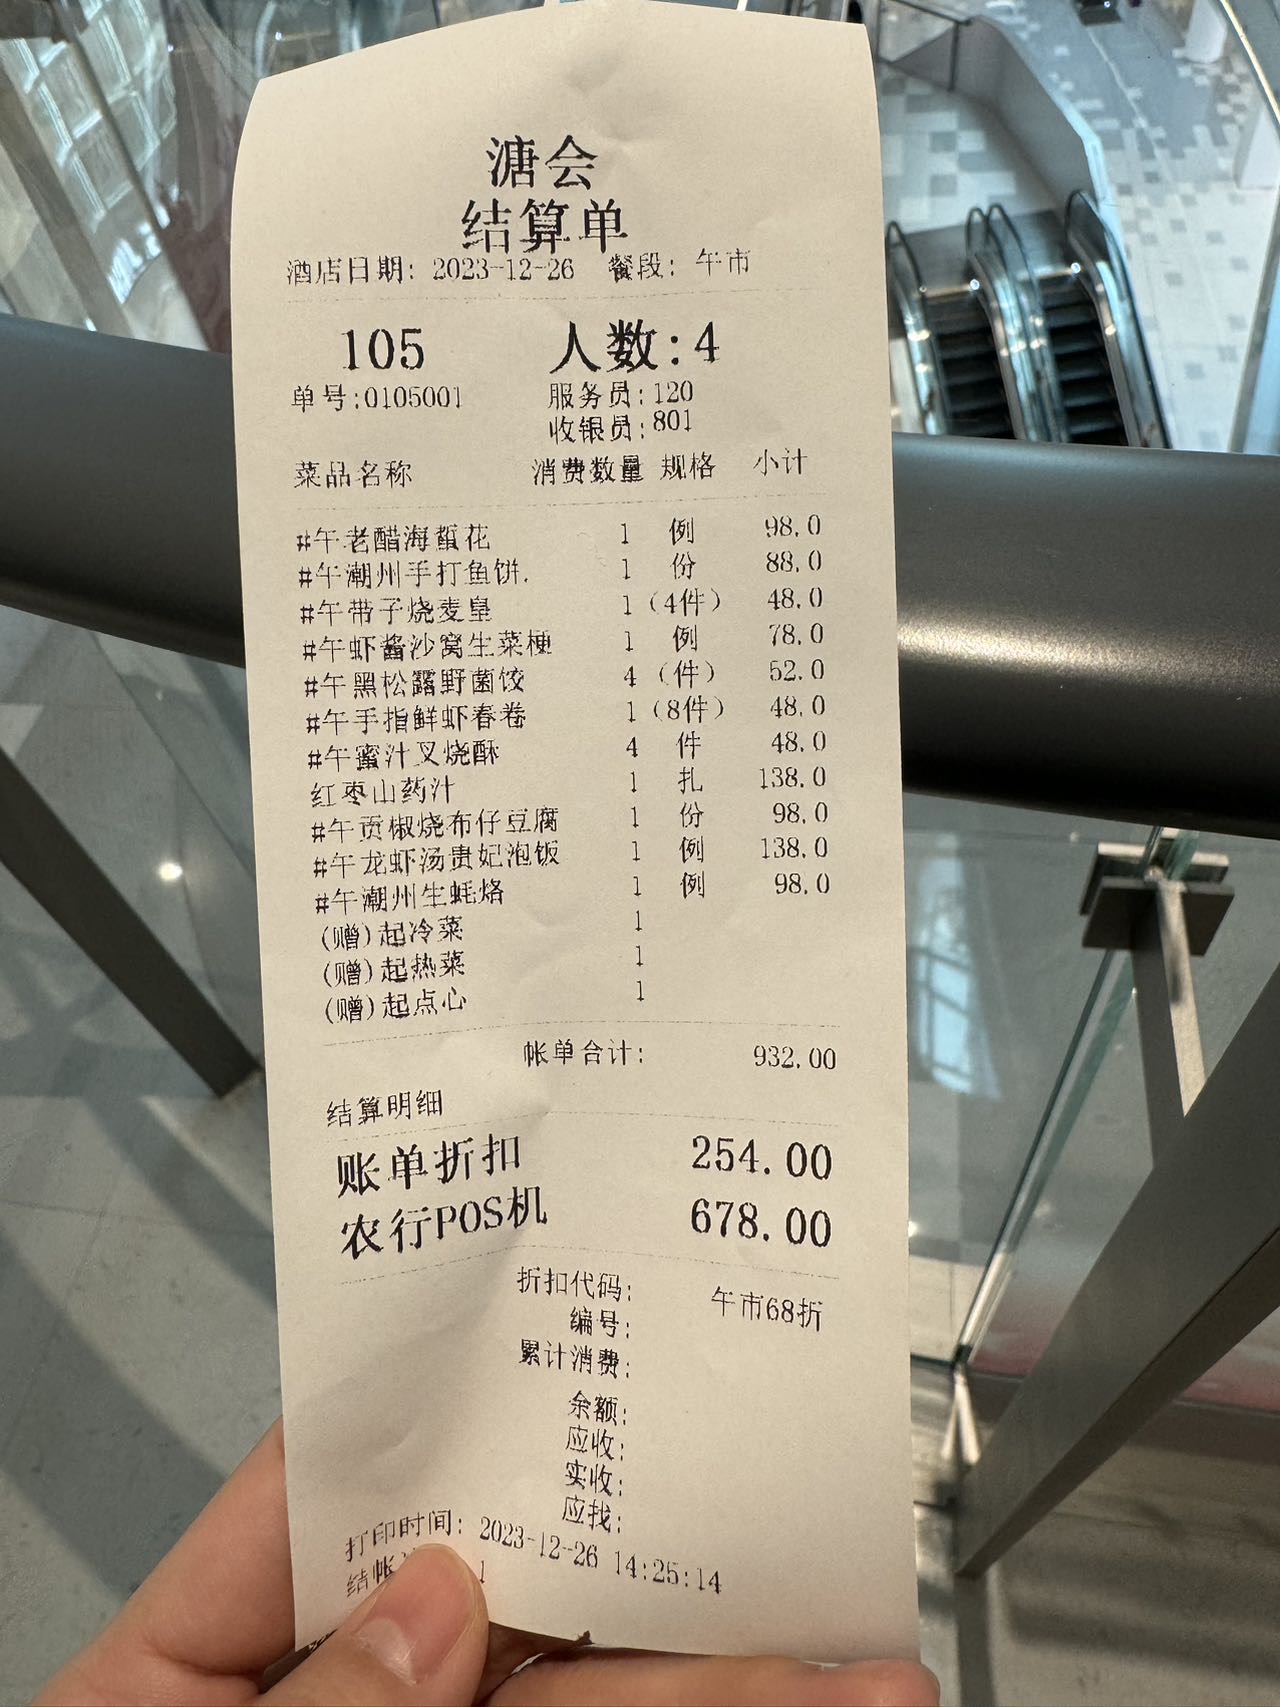 溏会
结算单
酒店日期: 2023-12-26 餐段: 午市
105 人数:4
单号:0105001 服务员:120
收银员:801
菜品名称 消费数量 规格 小计
#午老醋海蜇花 1 例 98.0
#午潮州手打鱼饼. 1 份 88.0
#午带子烧麦皇 1 (4件) 48.0
#午虾酱沙窝生菜梗 1 例 78.0
#午黑松露野菌饺 4 (件) 52.0
#午手指鲜虾春卷 1 (8件) 48.0
#午蜜汁叉烧酥 4 件 48.0
红枣山药汁 1 扎 138.0
#午贡椒烧布仔豆腐 1 份 98.0
#午龙虾汤贵妃泡饭 1 例 138.0
#午潮州生蚝烙 1 例 98.0
(赠)起冷菜 1
(赠)起热菜 1
(赠)起点心 1
帐单合计: 932.00
结算明细
账单折扣 254.00
农行POS机 678.00
折扣代码: 午市68折
编号:
累计消费:
余额:
应收:
实收:
应找:
打印时间: 2023-12-26 14:25:14
结帐 1